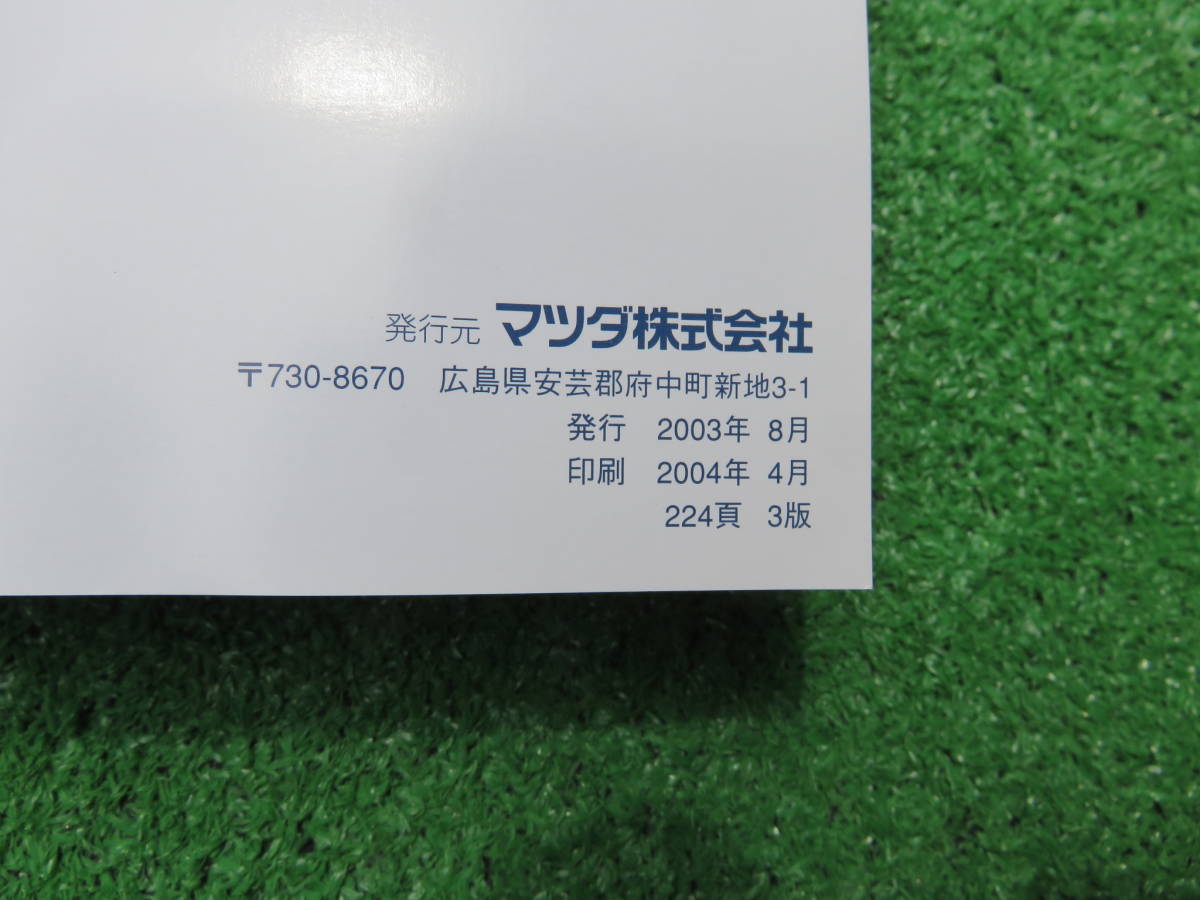 発行元 マツダ株式会社
〒730-8670 広島県安芸郡府中町新地3-1
発行 2003年 8月
印刷 2004年 4月
224頁 3版